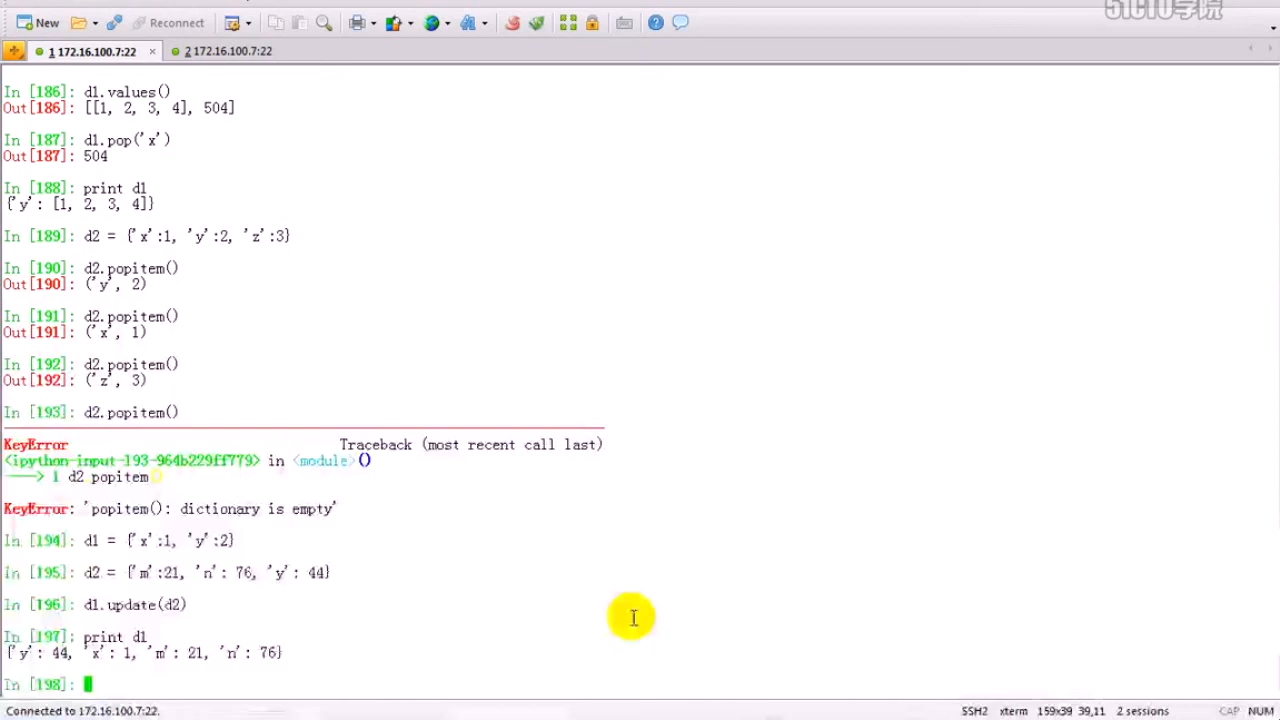 51CTO学院
New
Reconnect
1 172.16.100.7:22 × 2 172.16.100.7:22
In [186]: d1.values()
Out[186]: [[1, 2, 3, 4], 504]
In [187]: d1.pop('x')
Out[187]: 504
In [188]: print d1
{'y': [1, 2, 3, 4]}
In [189]: d2 = {'x':1, 'y':2, 'z':3}
In [190]: d2.popitem()
Out[190]: ('y', 2)
In [191]: d2.popitem()
Out[191]: ('x', 1)
In [192]: d2.popitem()
Out[192]: ('z', 3)
In [193]: d2.popitem()
KeyError Traceback (most recent call last)
<ipython-input-193-964b229ff779> in <module>()
----> 1 d2 popitem()
KeyError: 'popitem(): dictionary is empty'
In [194]: d1 = {'x':1, 'y':2}
In [195]: d2 = {'m':21, 'n': 76, 'y': 44}
In [196]: d1.update(d2)
In [197]: print d1
{'y': 44, 'x': 1, 'm': 21, 'n': 76}
In [198]:
Connected to 172.16.100.7:22. SSH2 xterm 159x39 39,11 2 sessions CAP NUM